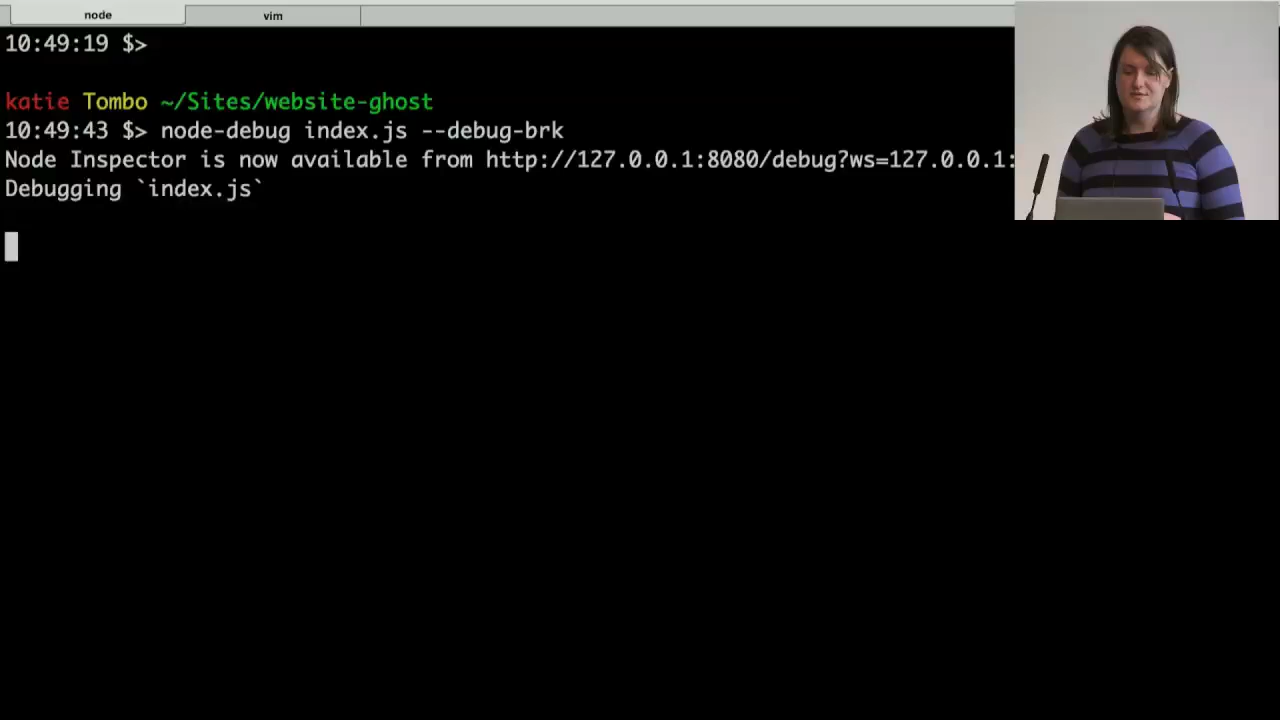 node
vim
10:49:19 $>
katie Tombo ~/Sites/website-ghost
10:49:43 $> node-debug index.js --debug-brk
Node Inspector is now available from http://127.0.0.1:8080/debug?ws=127.0.0.1:
Debugging `index.js`